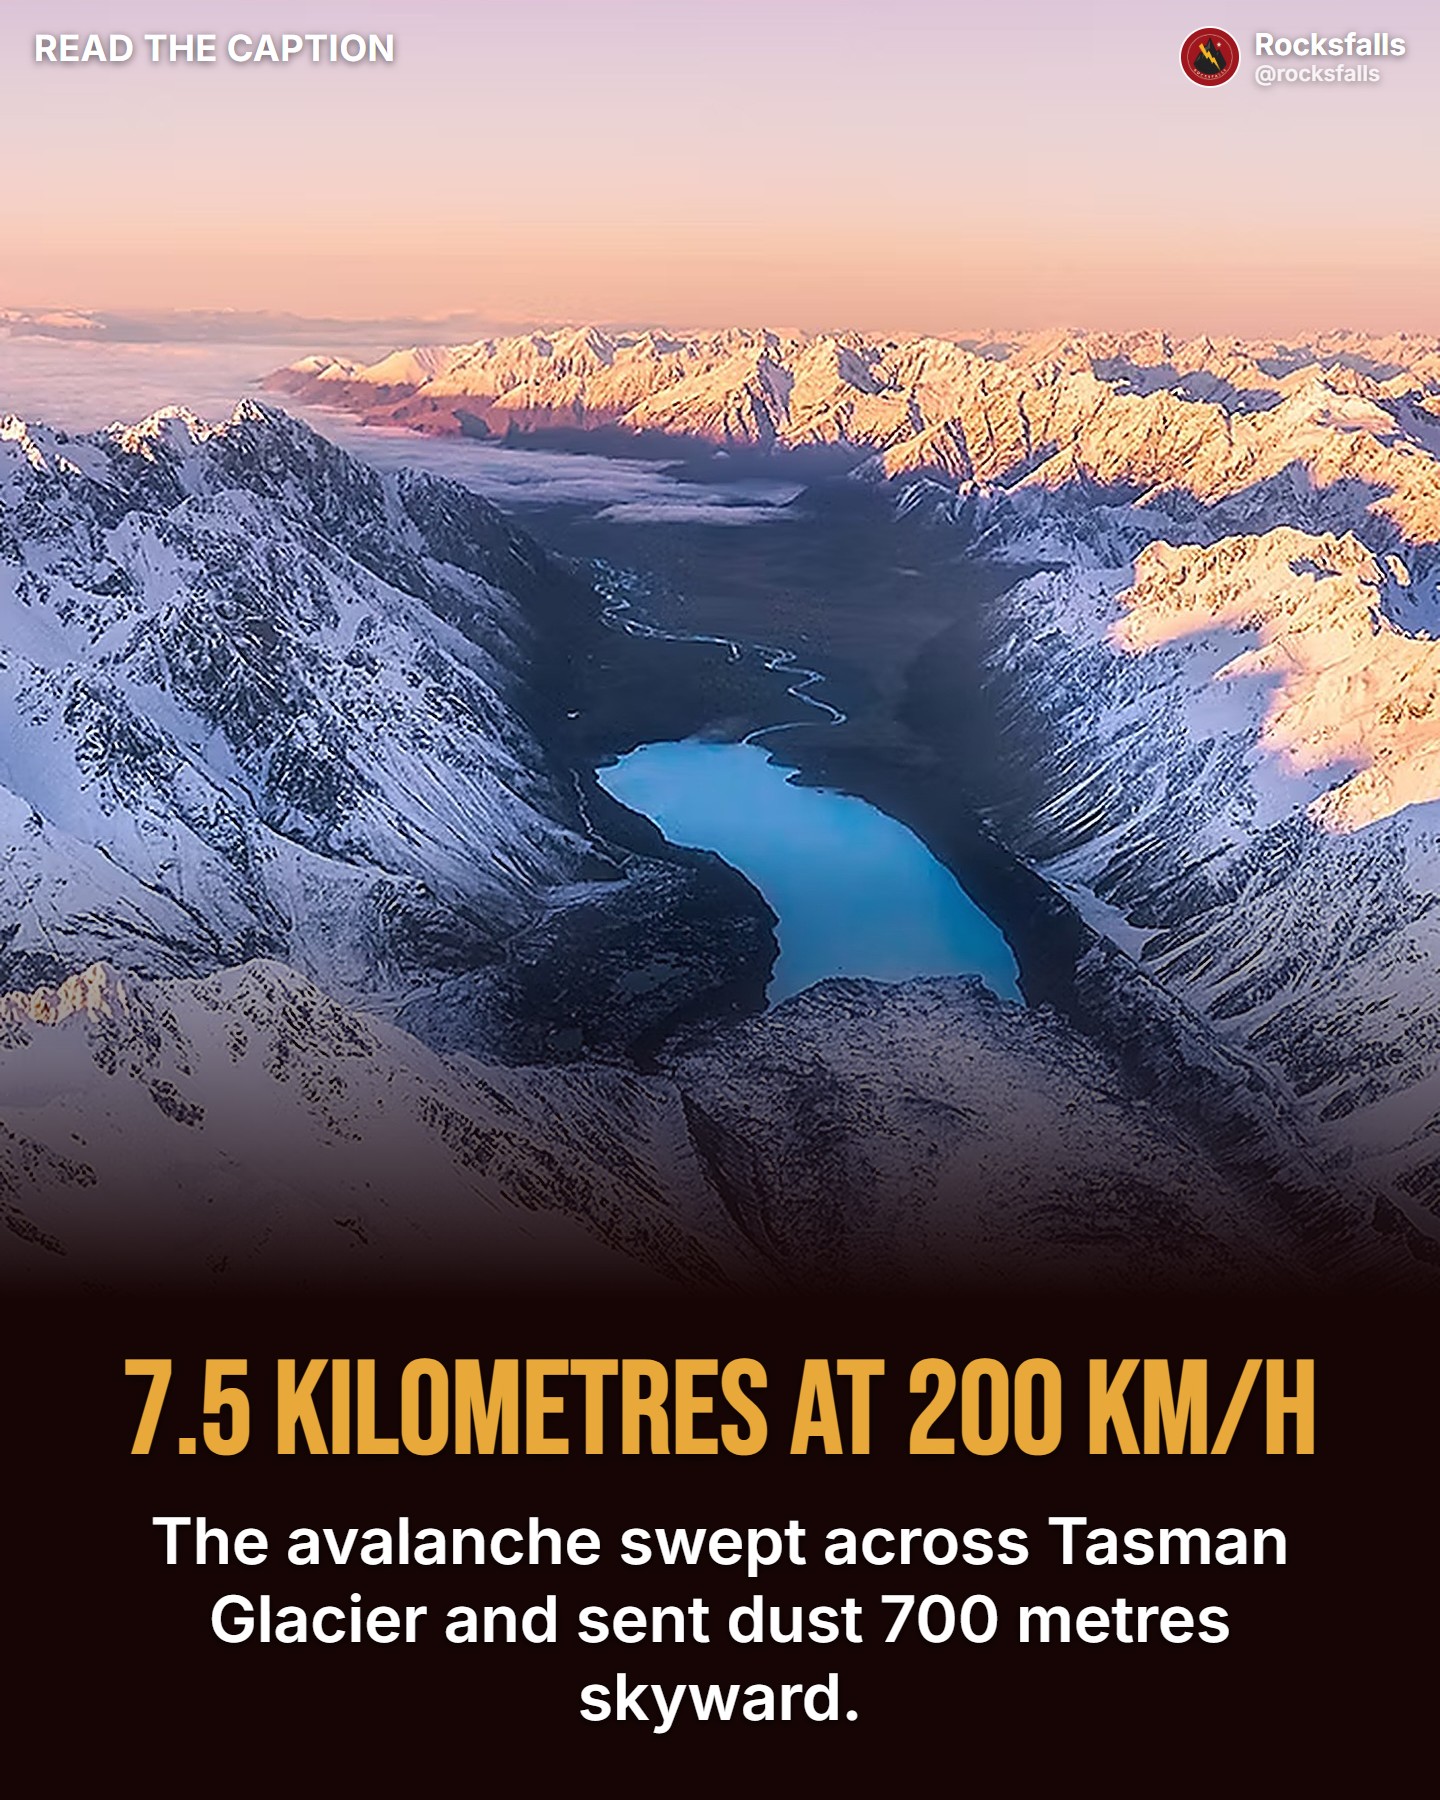 READ THE CAPTION
Rocksfalls
@rocksfalls
7.5 KILOMETRES AT 200 KM/H
The avalanche swept across Tasman
Glacier and sent dust 700 metres
skyward.